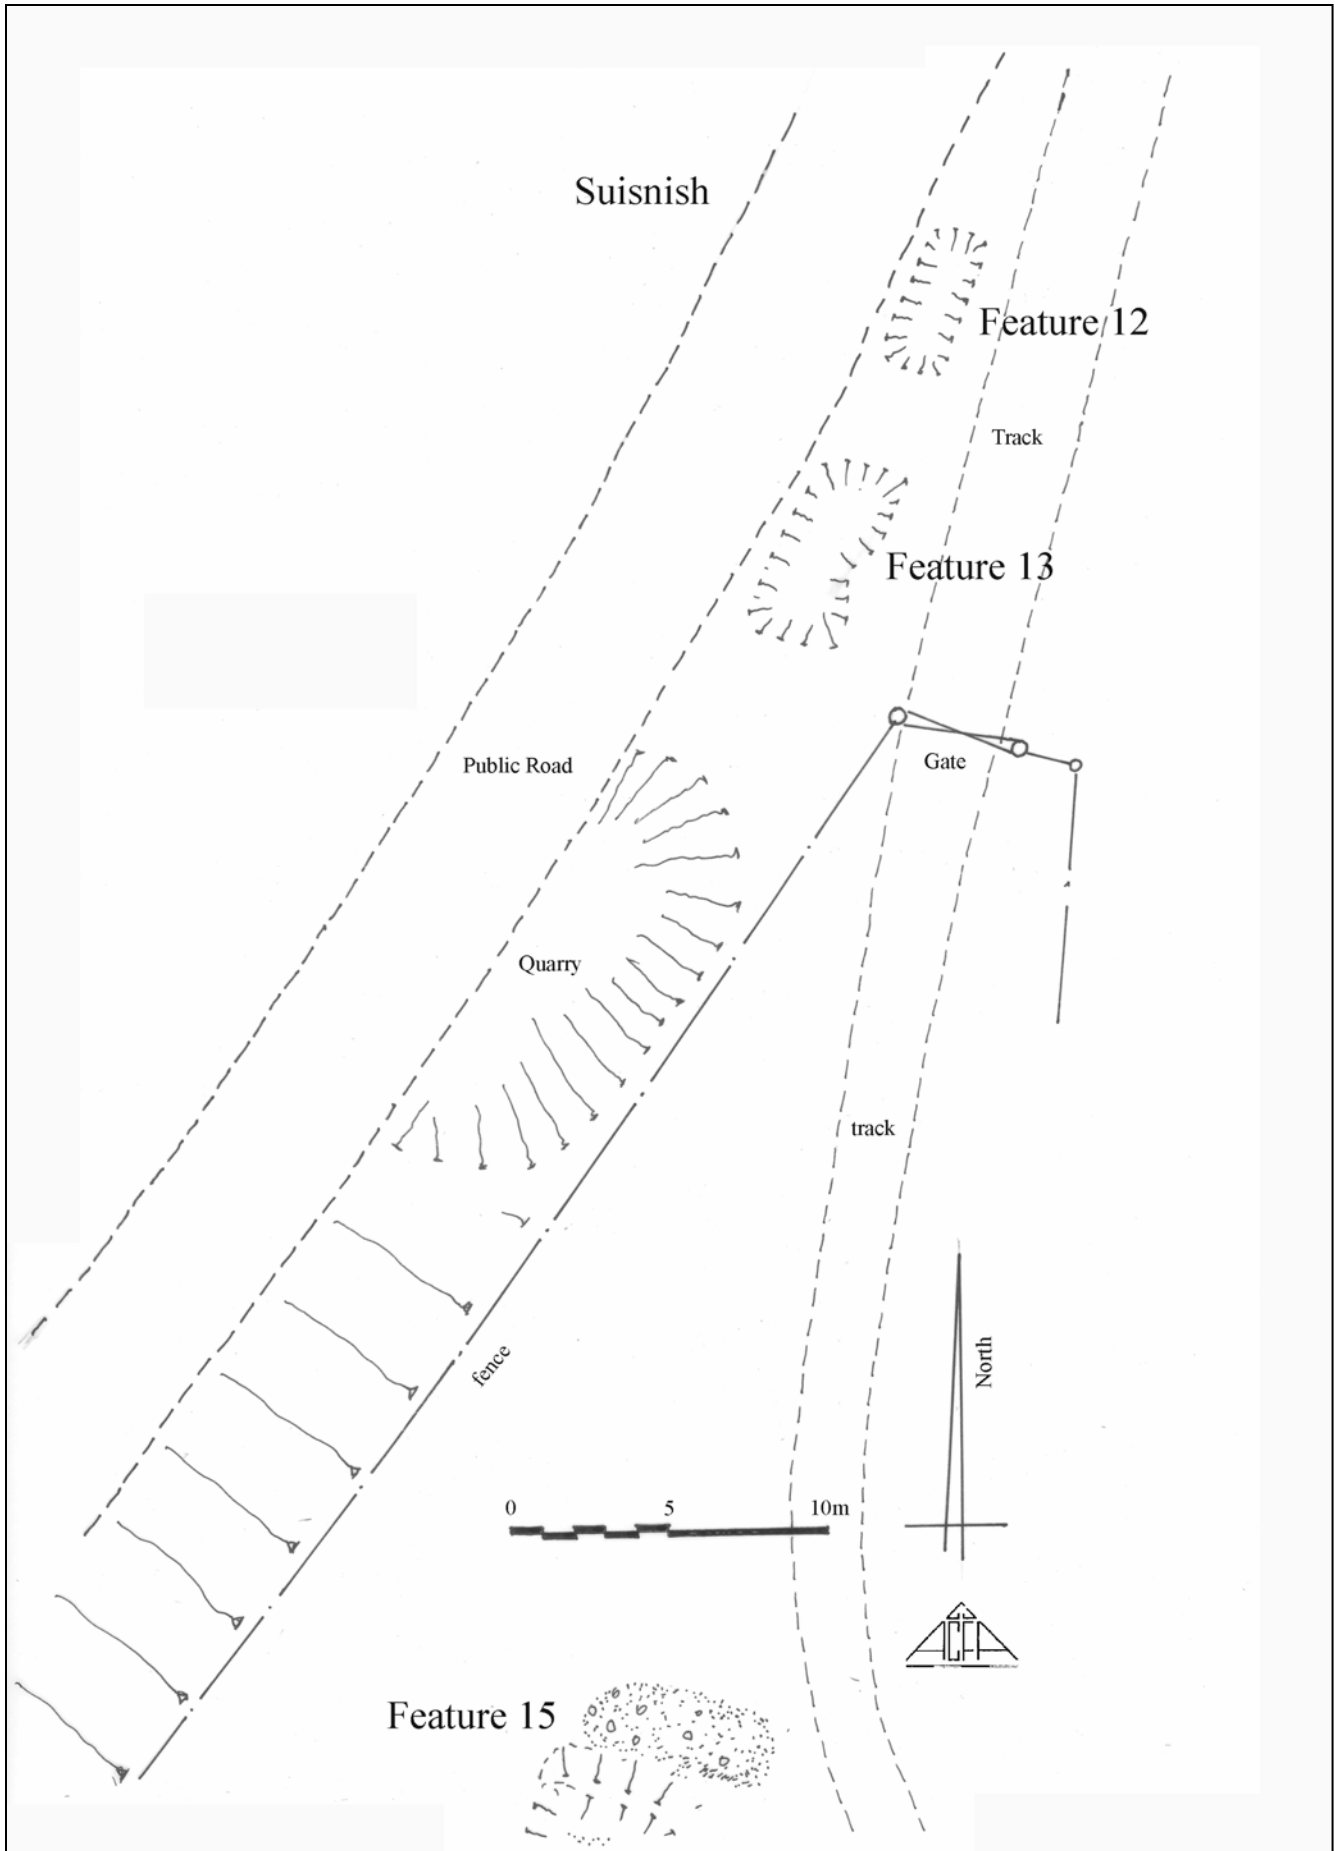 Suisnish
Feature 12
Track
Feature 13
Public Road
Gate
Quarry
track
fence
North
0 5 10m
ACFA
Feature 15